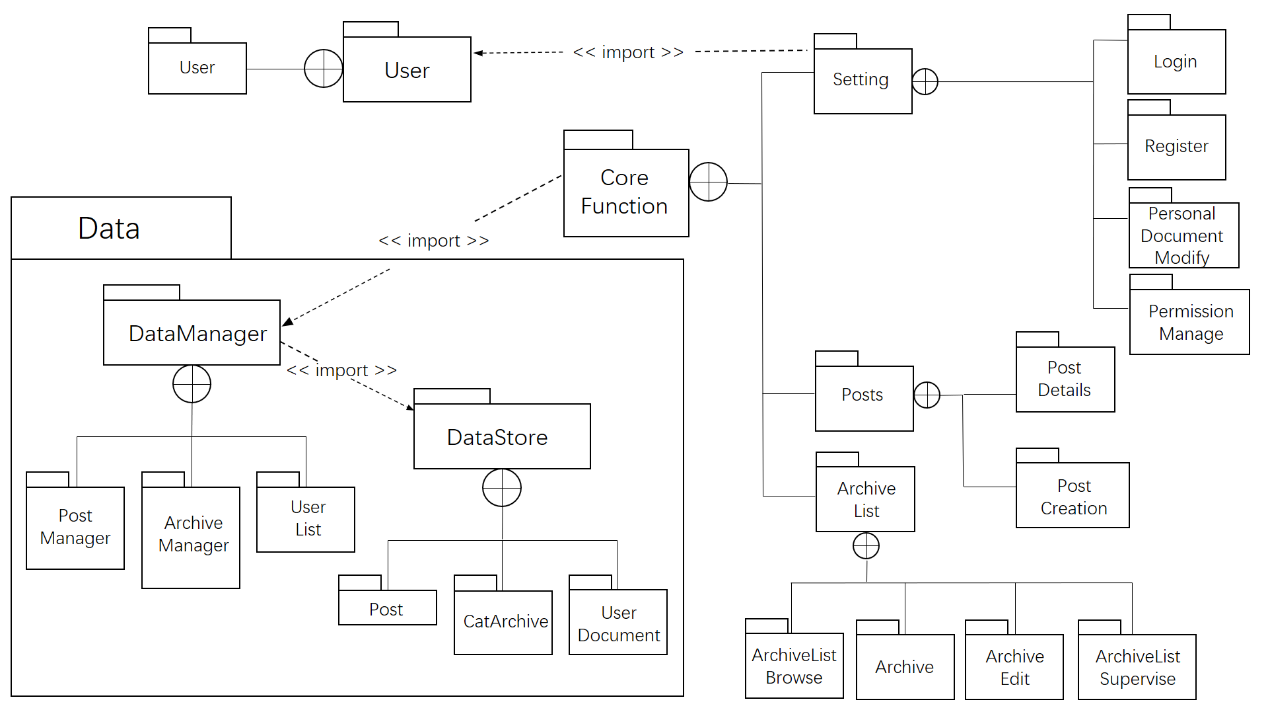 User
User
<< import >>
Setting
Login
Register
Personal
Document
Modify
Permission
Manage
Core
Function
<< import >>
Data
DataManager
<< import >>
DataStore
Post
Manager
Archive
Manager
User
List
Post
CatArchive
User
Document
Posts
Post
Details
Post
Creation
Archive
List
ArchiveList
Browse
Archive
Archive
Edit
ArchiveList
Supervise